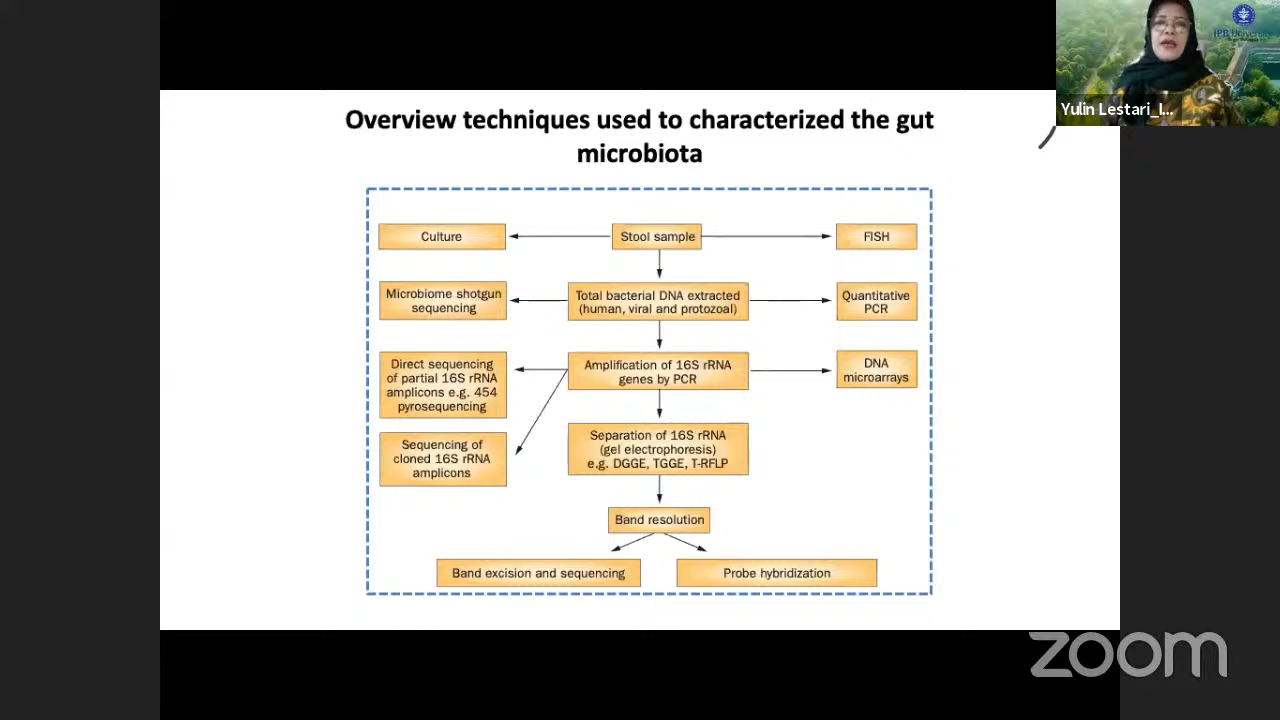 IPB University
Yulin Lestari_I...
Overview techniques used to characterized the gut
microbiota
Culture
Stool sample
FISH
Microbiome shotgun
sequencing
Total bacterial DNA extracted
(human, viral and protozoal)
Quantitative
PCR
Direct sequencing
of partial 16S rRNA
amplicons e.g. 454
pyrosequencing
Amplification of 16S rRNA
genes by PCR
DNA
microarrays
Sequencing of
cloned 16S rRNA
amplicons
Separation of 16S rRNA
(gel electrophoresis)
e.g. DGGE, TGGE, T-RFLP
Band resolution
Band excision and sequencing
Probe hybridization
zoom